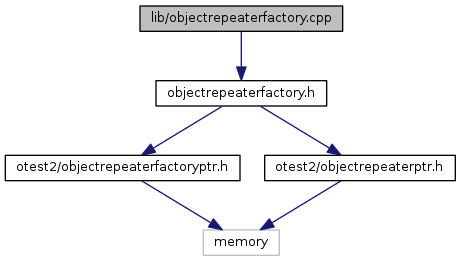 lib/objectrepeaterfactory.cpp
objectrepeaterfactory.h
otest2/objectrepeaterfactoryptr.h
otest2/objectrepeaterptr.h
memory